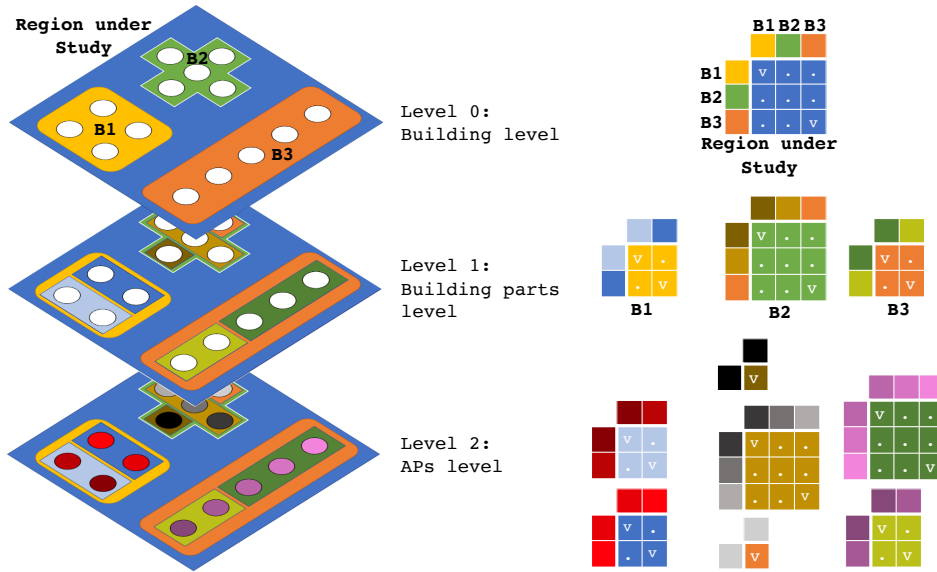 Region under
Study
B2
B1
B3
Level 0:
Building level
B1 B2 B3
B1 v . .
B2 . . .
B3 . . v
Region under
Study
Level 1:
Building parts
level
v .
. v
B1
v . .
. . .
. . v
B2
v .
. v
B3
Level 2:
APs level
v .
. v
v .
. v
v
v . .
. . .
. . v
v
v . .
. . .
. . v
v .
. v